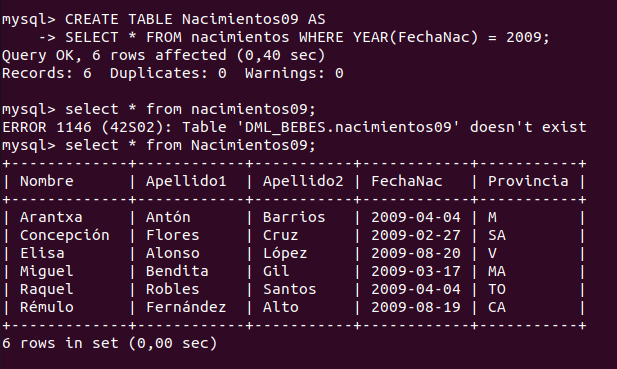 mysql> CREATE TABLE Nacimientos09 AS
    -> SELECT * FROM nacimientos WHERE YEAR(FechaNac) = 2009;
Query OK, 6 rows affected (0,40 sec)
Records: 6  Duplicates: 0  Warnings: 0

mysql> select * from nacimientos09;
ERROR 1146 (42S02): Table 'DML_BEBES.nacimientos09' doesn't exist
mysql> select * from Nacimientos09;
+-------------+------------+-----------+------------+-----------+
| Nombre      | Apellido1  | Apellido2 | FechaNac   | Provincia |
+-------------+------------+-----------+------------+-----------+
| Arantxa     | Antón      | Barrios   | 2009-04-04 | M         |
| Concepción  | Flores     | Cruz      | 2009-02-27 | SA        |
| Elisa       | Alonso     | López     | 2009-08-20 | V         |
| Miguel      | Bendita    | Gil       | 2009-03-17 | MA        |
| Raquel      | Robles     | Santos    | 2009-04-04 | TO        |
| Rémulo      | Fernández  | Alto      | 2009-08-19 | CA        |
+-------------+------------+-----------+------------+-----------+
6 rows in set (0,00 sec)